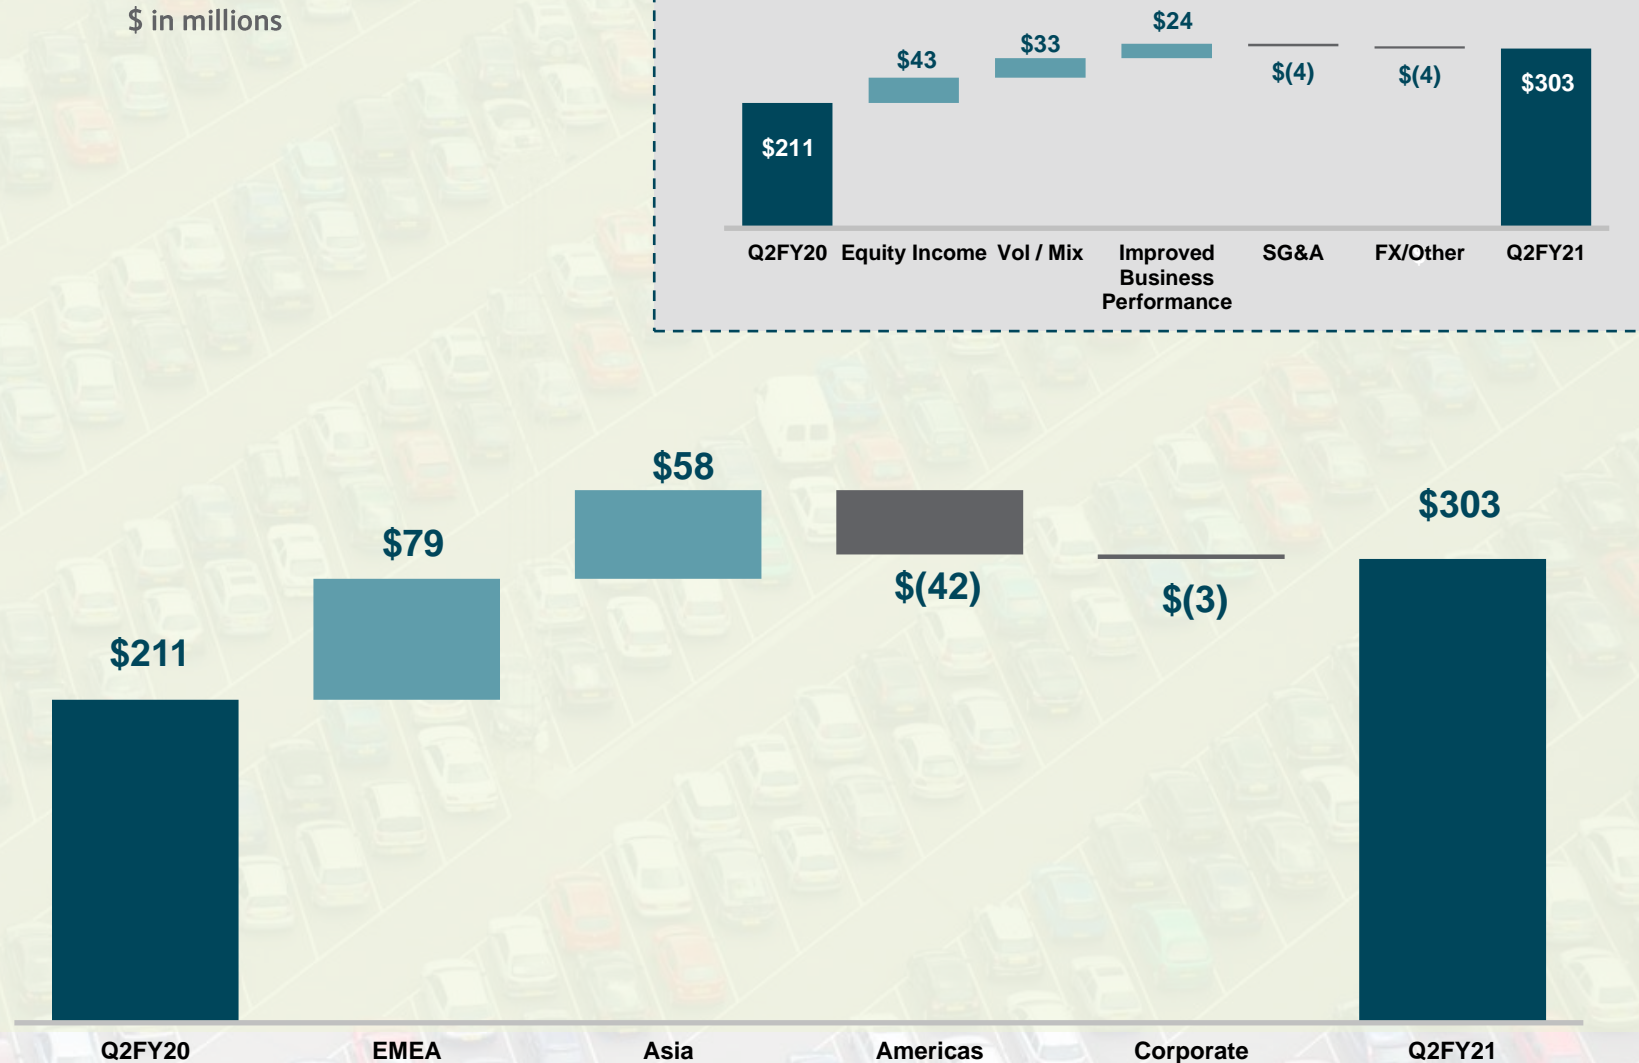 $ in millions
$211
$43
$33
$24
$(4)
$(4)
$303
Q2FY20
Equity Income
Vol / Mix
Improved
Business
Performance
SG&A
FX/Other
Q2FY21
$211
$79
$58
$(42)
$(3)
$303
Q2FY20
EMEA
Asia
Americas
Corporate
Q2FY21